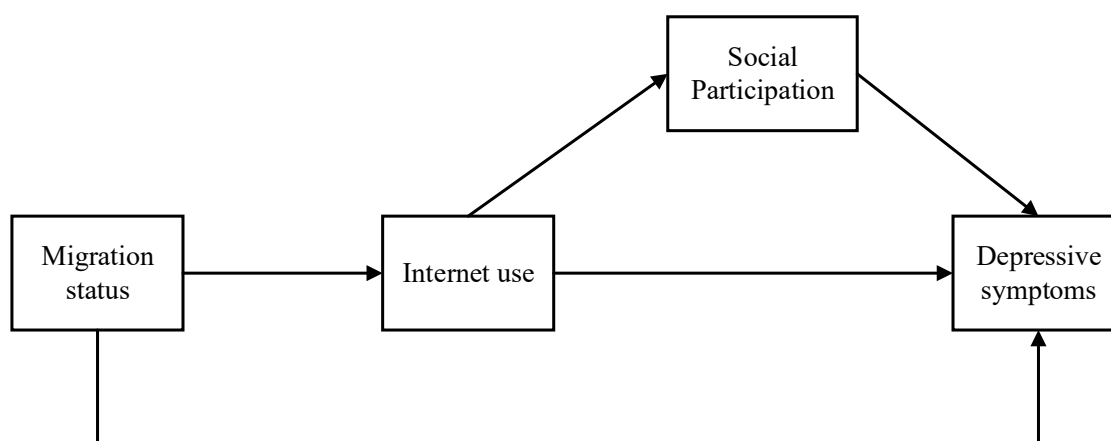 Social
Participation
Migration
status
Internet use
Depressive
symptoms